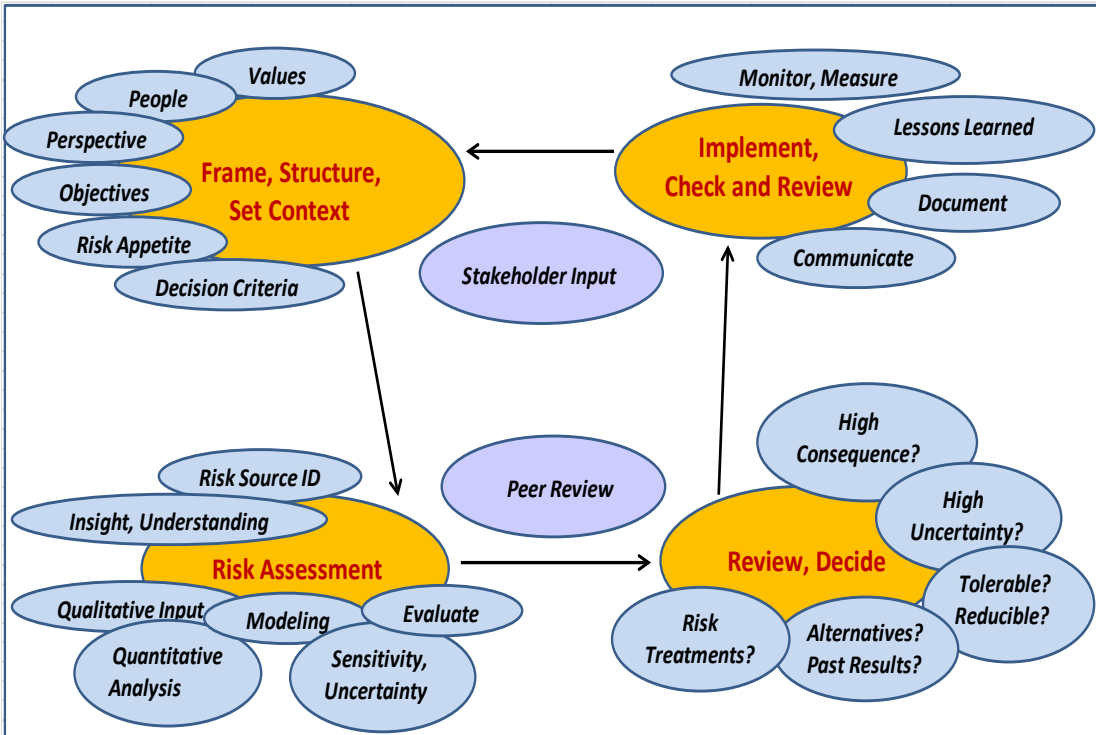 Values
People
Perspective
Objectives
Risk Appetite
Decision Criteria
Frame, Structure,
Set Context
Monitor, Measure
Lessons Learned
Implement,
Check and Review
Document
Communicate
Stakeholder Input
Peer Review
Risk Source ID
Insight, Understanding
Risk Assessment
Qualitative Input
Modeling
Evaluate
Quantitative
Analysis
Sensitivity,
Uncertainty
High
Consequence?
High
Uncertainty?
Review, Decide
Tolerable?
Reducible?
Risk
Treatments?
Alternatives?
Past Results?